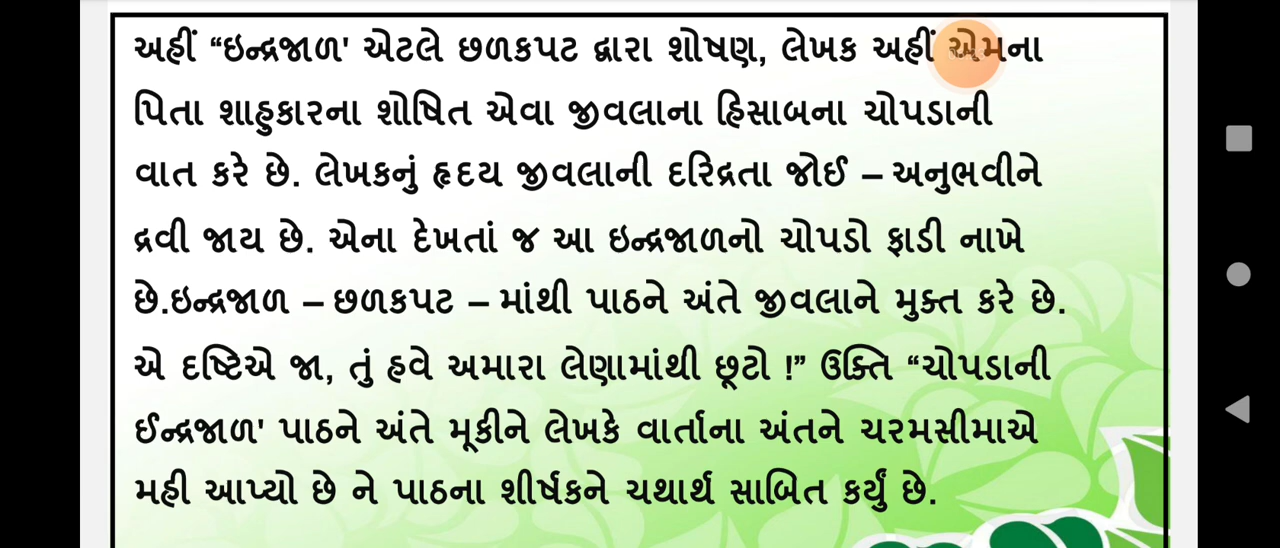 અહીં “ઇન્દ્રજાળ' એટલે છળકપટ દ્વારા શોષણ, લેખક અહીં એમના
પિતા શાહુકારના શોષિત એવા જીવલાના હિસાબના ચોપડાની
વાત કરે છે. લેખકનું હૃદય જીવલાની દરિદ્રતા જોઈ – અનુભવીને
દ્રવી જાય છે. એના દેખતાં જ આ ઇન્દ્રજાળનો ચોપડો ફાડી નાખે
છે.ઇન્દ્રજાળ – છળકપટ – માંથી પાઠને અંતે જીવલાને મુક્ત કરે છે.
એ દષ્ટિએ જા, તું હવે અમારા લેણામાંથી છૂટો !” ઉક્તિ “ચોપડાની
ઈન્દ્રજાળ' પાઠને અંતે મૂકીને લેખકે વાર્તાના અંતને ચરમસીમાએ
મહી આપ્યો છે ને પાઠના શીર્ષકને યથાર્થ સાબિત કર્યું છે.